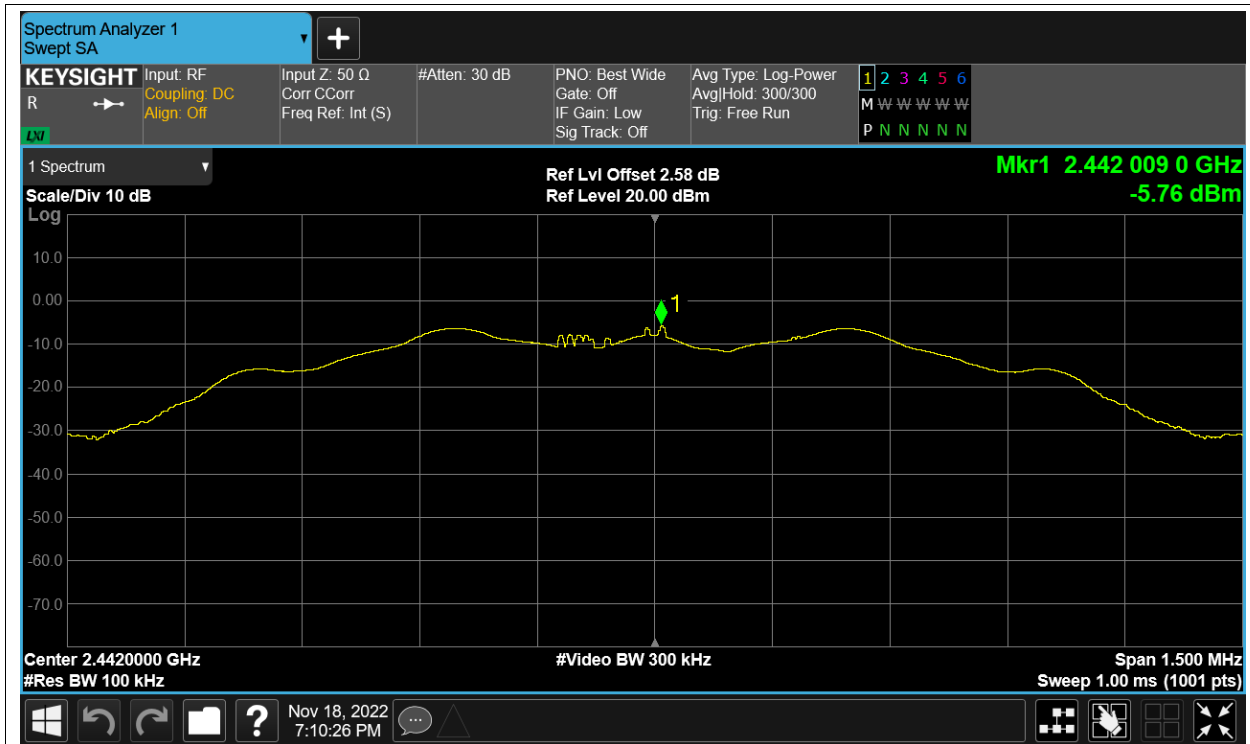 Spectrum Analyzer 1
Swept SA
KEYSIGHT
R
LXI
Input: RF
Coupling: DC
Align: Off
Input Z: 50 Ω
Corr CCorr
Freq Ref: Int (S)
#Atten: 30 dB
PNO: Best Wide
Gate: Off
IF Gain: Low
Sig Track: Off
Avg Type: Log-Power
Avg|Hold: 300/300
Trig: Free Run
1 2 3 4 5 6
M W W W W W
P N N N N N
1 Spectrum
Scale/Div 10 dB
Ref Lvl Offset 2.58 dB
Ref Level 20.00 dBm
Mkr1 2.442 009 0 GHz
-5.76 dBm
Log
10.0
0.00
1
-10.0
-20.0
-30.0
-40.0
-50.0
-60.0
-70.0
Center 2.4420000 GHz
#Video BW 300 kHz
Span 1.500 MHz
#Res BW 100 kHz
Sweep 1.00 ms (1001 pts)
?
Nov 18, 2022
7:10:26 PM